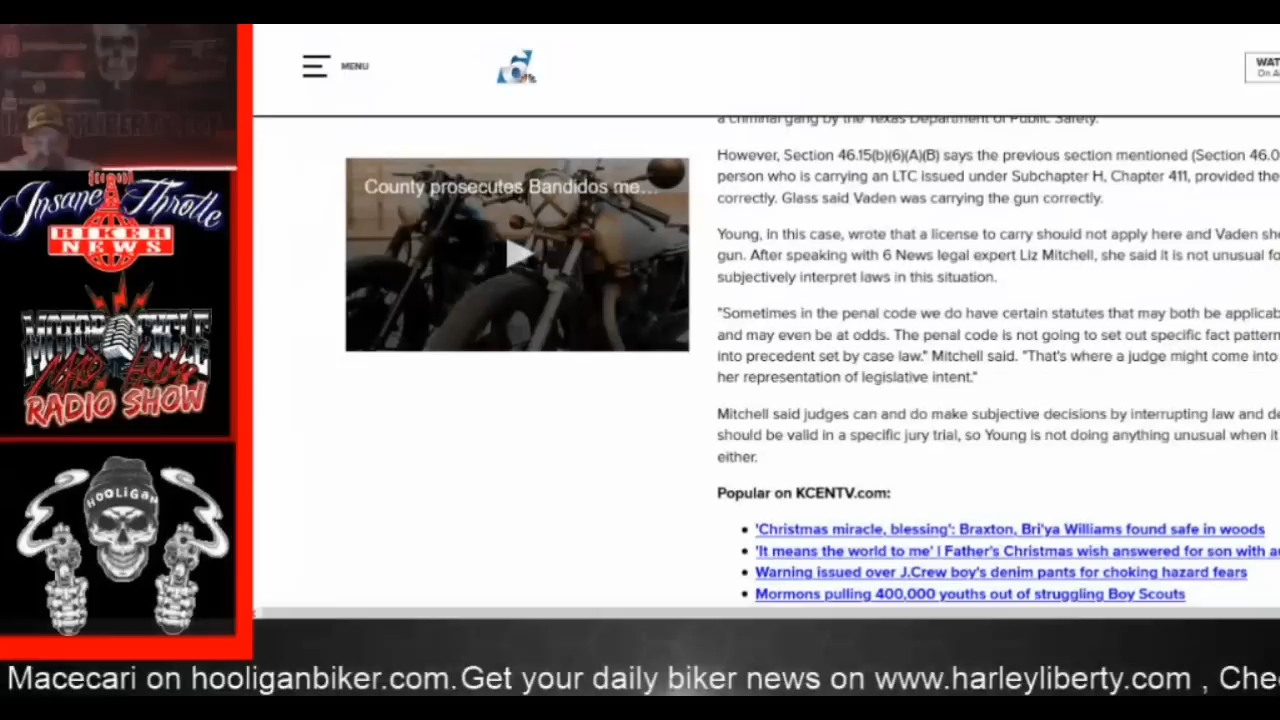 MENU
6
WAT
On A
a criminal gang by the Texas Department of Public Safety.
County prosecutes Bandidos me...
However, Section 46.15(b)(6)(A)(B) says the previous section mentioned (Section 46.0
person who is carrying an LTC issued under Subchapter H, Chapter 411, provided the
correctly. Glass said Vaden was carrying the gun correctly.
Young, in this case, wrote that a license to carry should not apply here and Vaden sho
gun. After speaking with 6 News legal expert Liz Mitchell, she said it is not unusual fo
subjectively interpret laws in this situation.
"Sometimes in the penal code we do have certain statutes that may both be applicab
and may even be at odds. The penal code is not going to set out specific fact pattern
into precedent set by case law." Mitchell said. "That's where a judge might come into
her representation of legislative intent."
Mitchell said judges can and do make subjective decisions by interrupting law and de
should be valid in a specific jury trial, so Young is not doing anything unusual when it
either.
Popular on KCENTV.com:
'Christmas miracle, blessing': Braxton, Bri'ya Williams found safe in woods
'It means the world to me' | Father's Christmas wish answered for son with a
Warning issued over J.Crew boy's denim pants for choking hazard fears
Mormons pulling 400,000 youths out of struggling Boy Scouts
Insane Throttle
BIKER
NEWS
MOTORCYCLE
MAD House
RADIO SHOW
HOOLIGAN
Macecari on hooliganbiker.com.Get your daily biker news on www.harleyliberty.com , Che